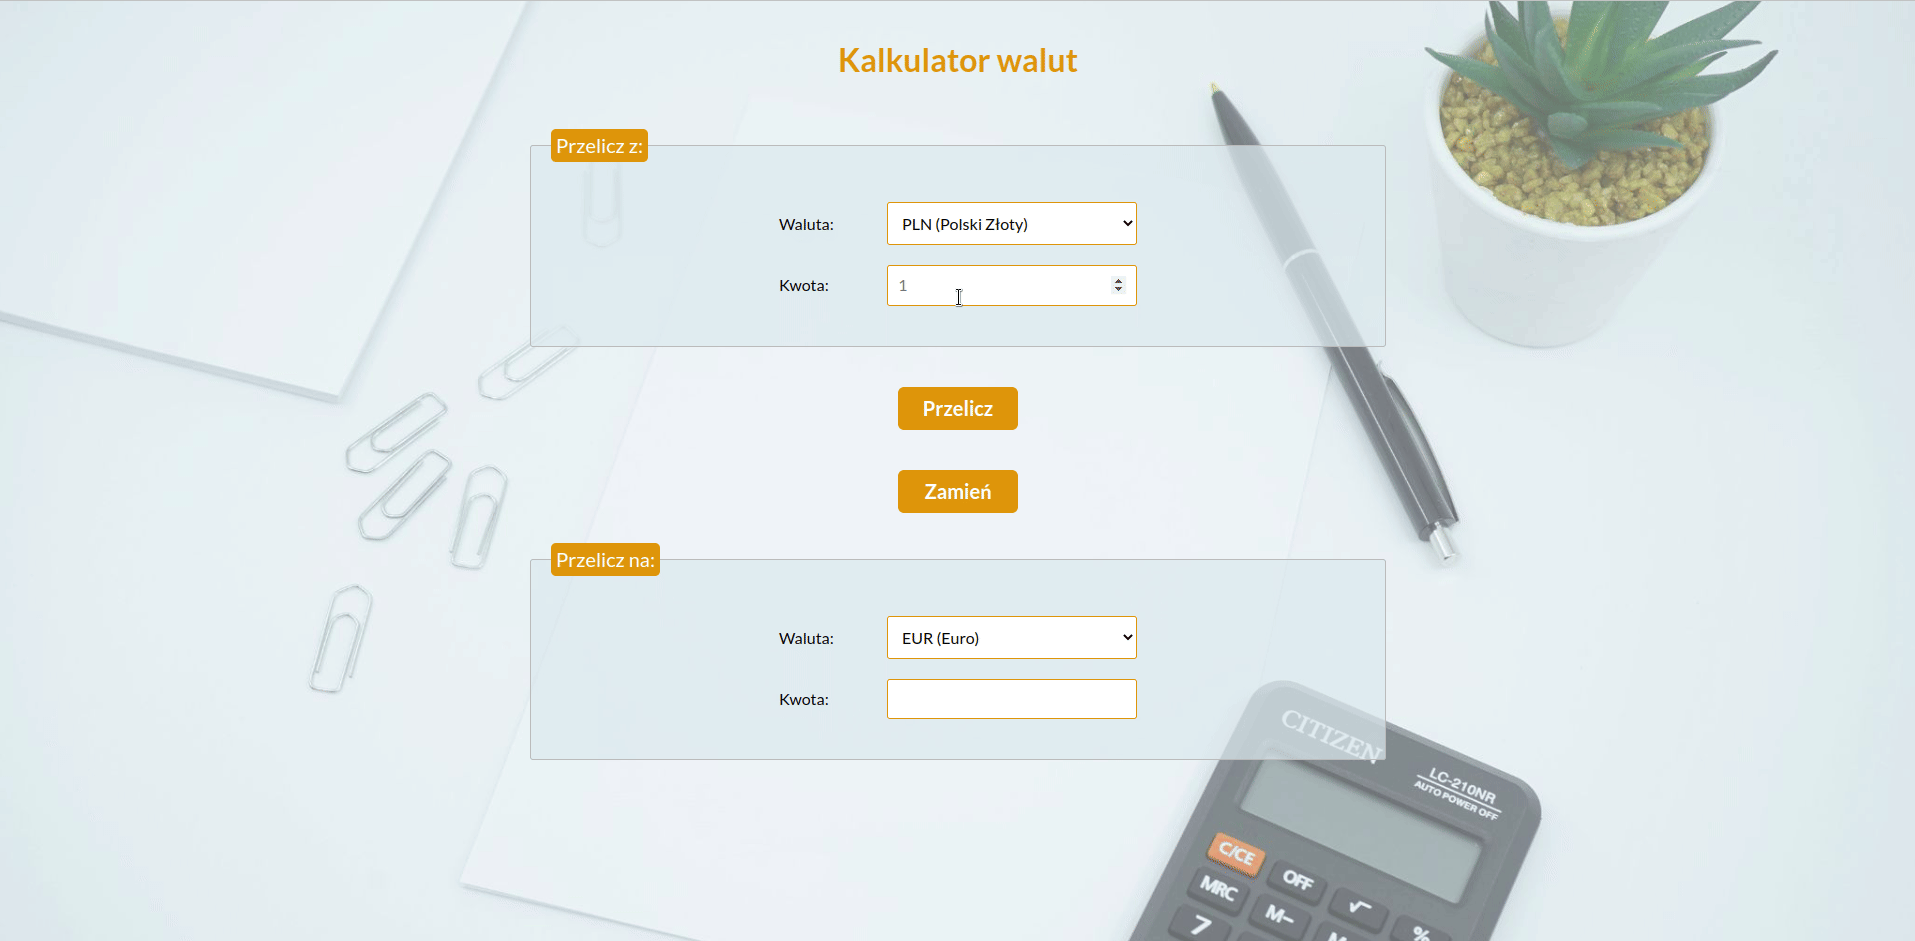 Kalkulator walut
Przelicz z:
Waluta: PLN (Polski Złoty)
Kwota: 1
Przelicz
Zamień
Przelicz na:
Waluta: EUR (Euro)
Kwota:
CITIZEN
LC-210NR
AUTO POWER OFF
C/CE
OFF
√
MRC
M−
%
7